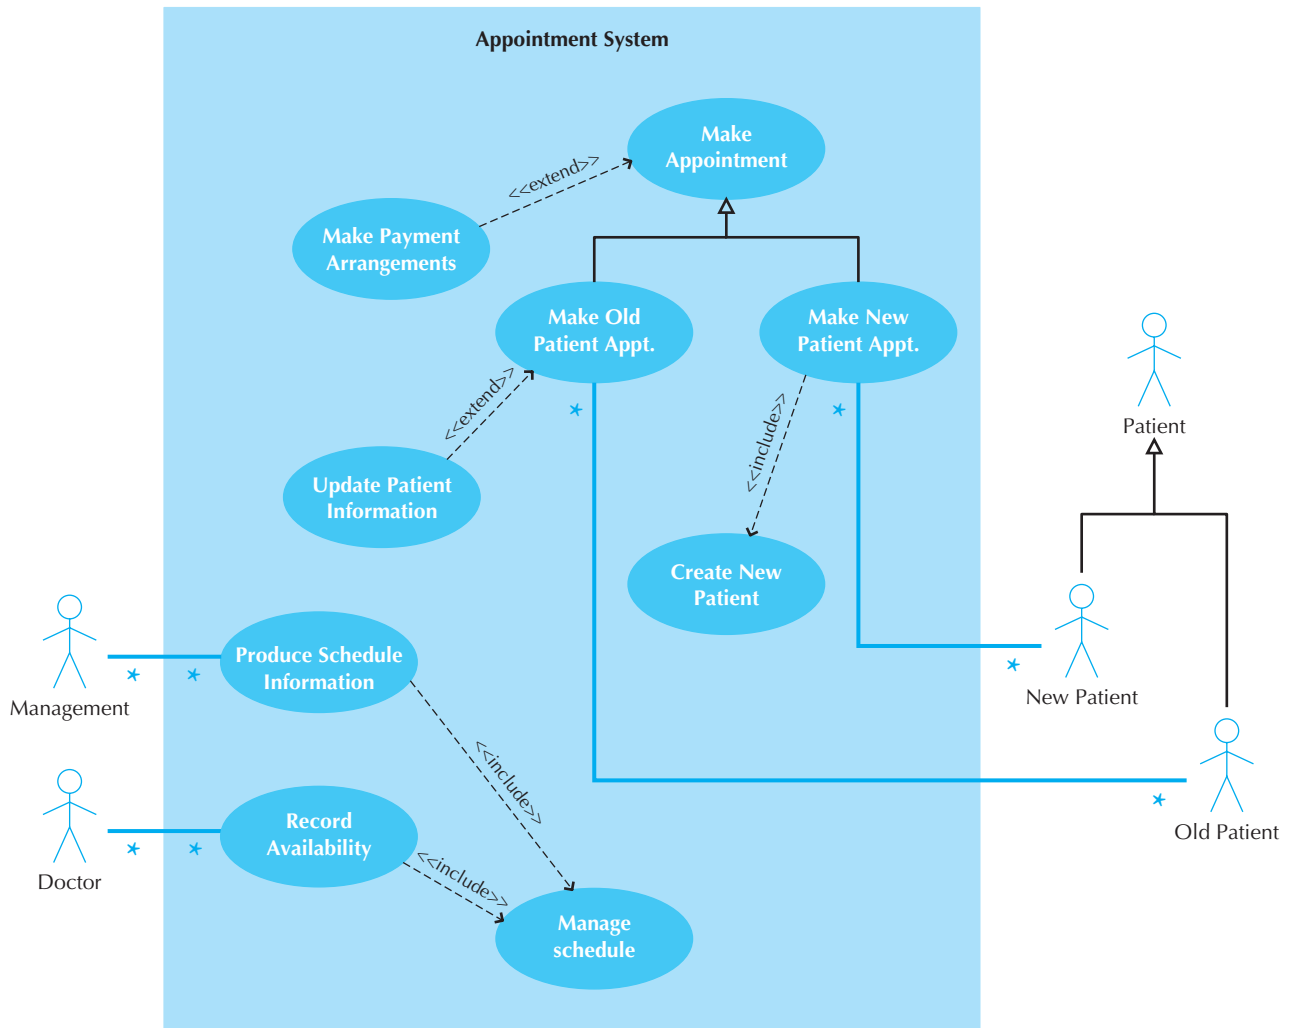 Appointment System
Make
Appointment
<<extend>>
Make Payment
Arrangements
Make Old
Patient Appt.
Make New
Patient Appt.
<<extend>>
*
<<include>>
*
Patient
Update Patient
Information
Create New
Patient
Produce Schedule
Information
*
*
Management
*
New Patient
<<include>>
Record
Availability
*
*
Doctor
<<include>>
*
Old Patient
Manage
schedule